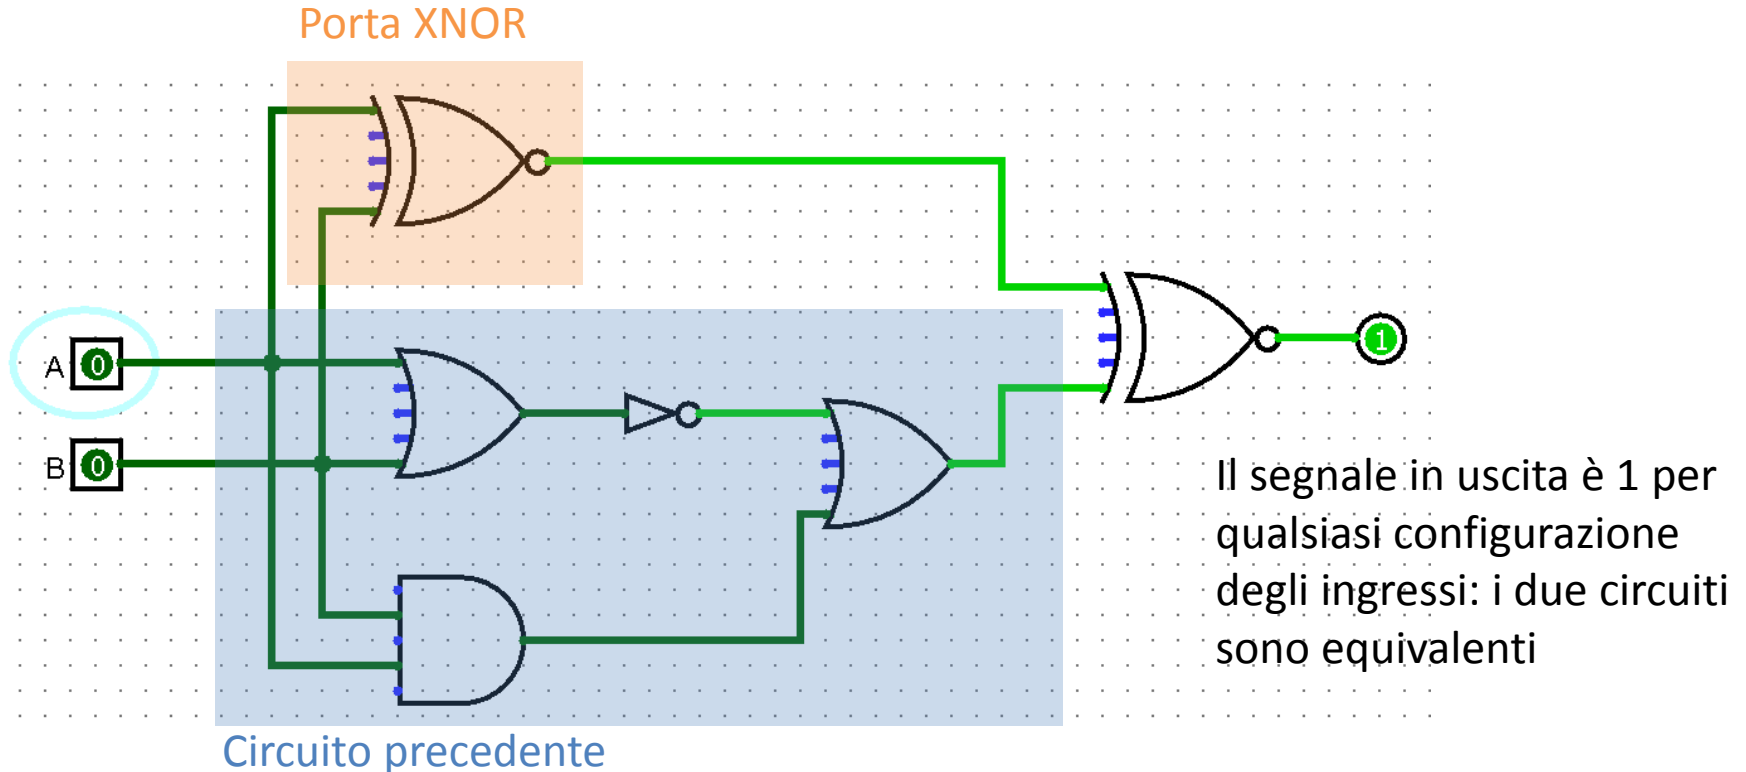 Porta XNOR
A 0
B 0
1
Il segnale in uscita è 1 per
qualsiasi configurazione
degli ingressi: i due circuiti
sono equivalenti
Circuito precedente